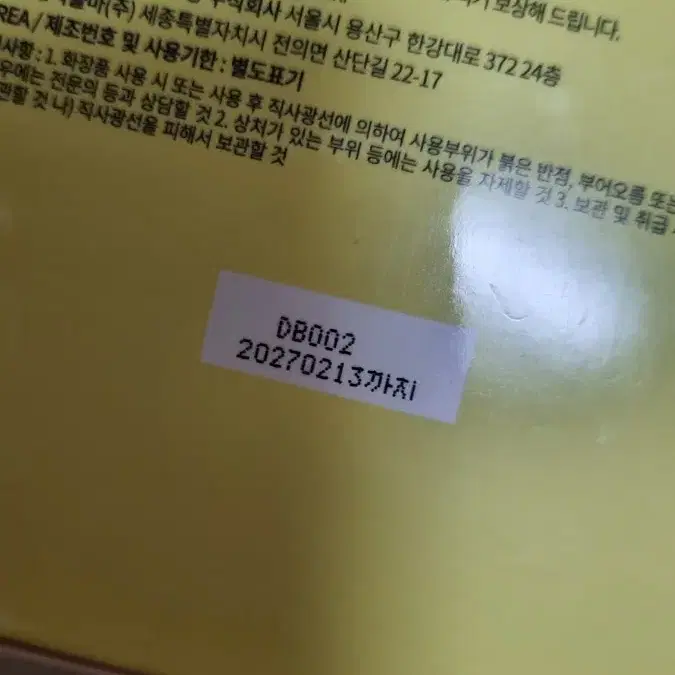 보상해 드립니다.
주식회사 서울시 용산구 한강대로 372 24층
(주) 세종특별자치시 전의면 산단길 22-17
REA / 제조번호 및 사용기한 : 별도표기
사항 : 1. 화장품 사용 시 또는 사용 후 직사광선에 의하여 사용부위가 붉은 반점, 부어오름 또는
우에는 전문의 등과 상담할 것 2. 상처가 있는 부위 등에는 사용을 자제할 것 3. 보관 및 취급
관할 것 나) 직사광선을 피해서 보관할 것
DB002
20270213까지